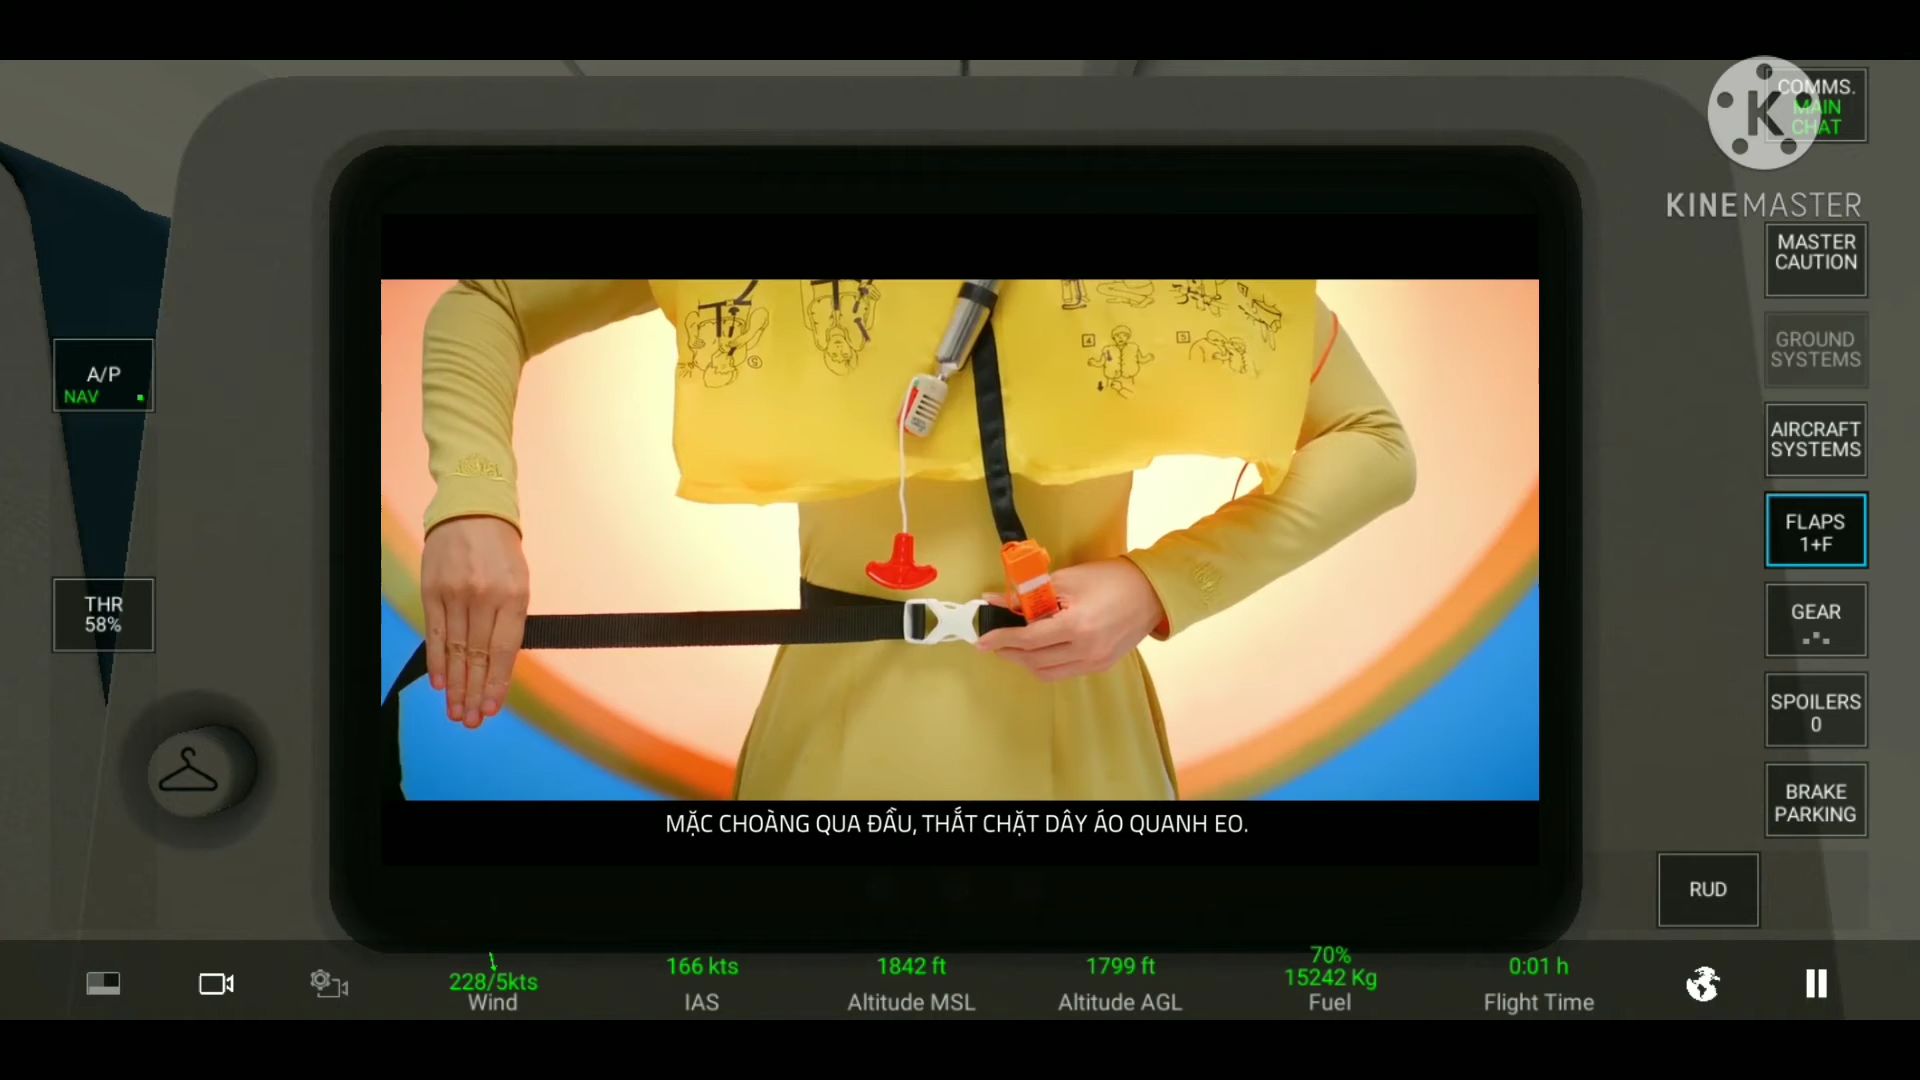 COMMS.
MAIN
CHAT
K
KINEMASTER
MASTER
CAUTION
GROUND
SYSTEMS
A/P
NAV
AIRCRAFT
SYSTEMS
FLAPS
1+F
THR
58%
GEAR
SPOILERS
0
BRAKE
PARKING
MẶC CHOÀNG QUA ĐẦU, THẮT CHẶT DÂY ÁO QUANH EO.
RUD
228/5kts
Wind
166 kts
IAS
1842 ft
Altitude MSL
1799 ft
Altitude AGL
70%
15242 Kg
Fuel
0:01 h
Flight Time